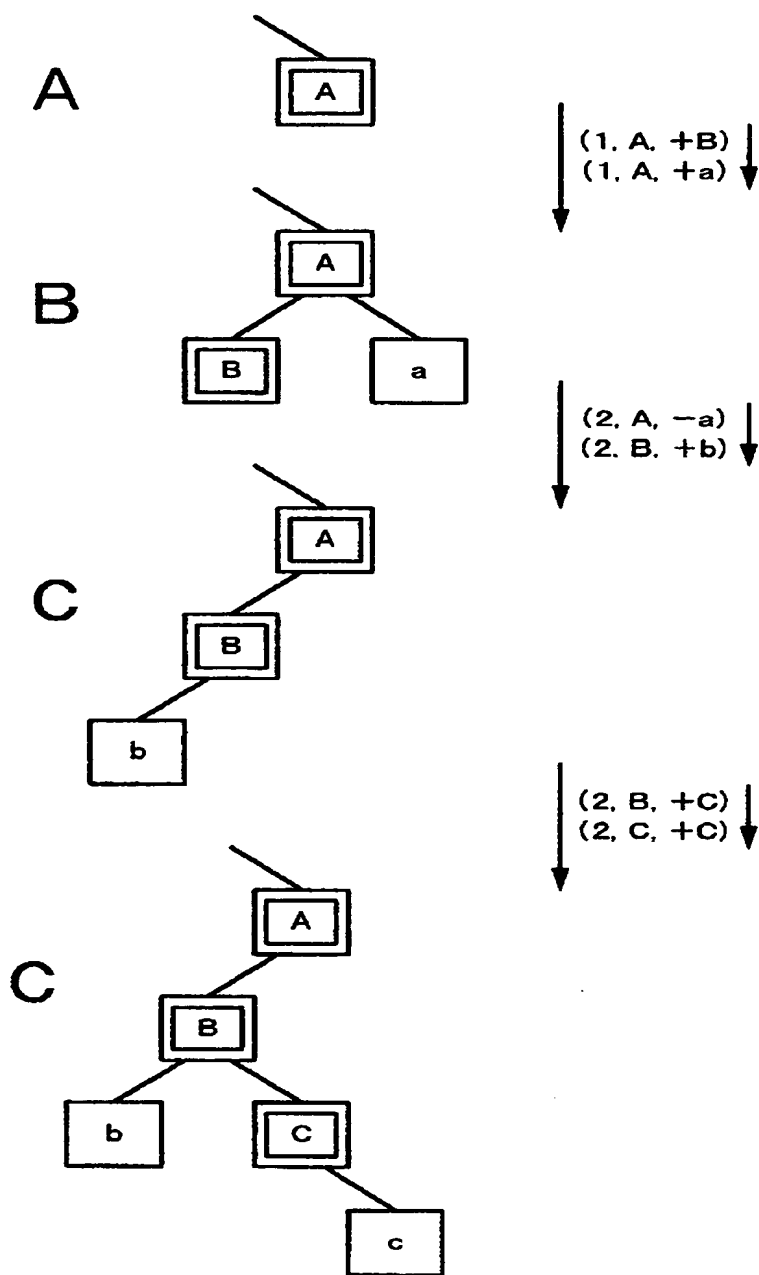 A
A
(1, A, +B)
(1, A, +a)
A
B
B
a
(2, A, −a)
(2, B, +b)
A
C
B
b
(2, B, +C)
(2, C, +C)
A
C
B
b
C
c